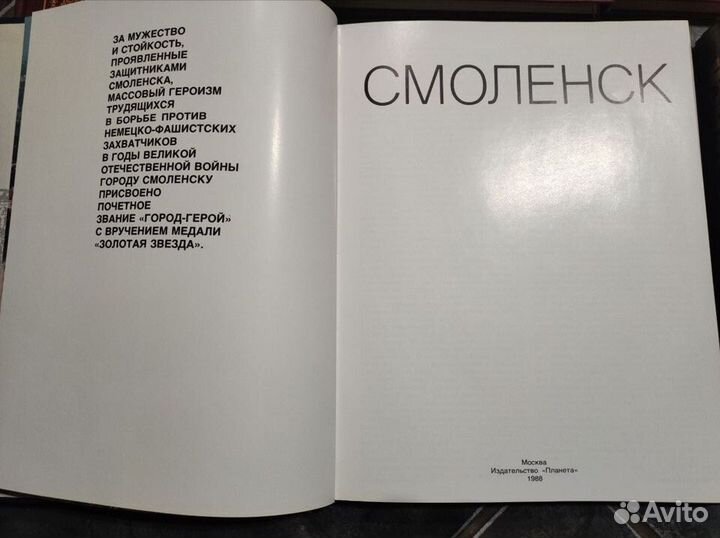 ЗА МУЖЕСТВО
И СТОЙКОСТЬ,
ПРОЯВЛЕННЫЕ
ЗАЩИТНИКАМИ
СМОЛЕНСКА,
МАССОВЫЙ ГЕРОИЗМ
ТРУДЯЩИХСЯ
В БОРЬБЕ ПРОТИВ
НЕМЕЦКО-ФАШИСТСКИХ
ЗАХВАТЧИКОВ
В ГОДЫ ВЕЛИКОЙ
ОТЕЧЕСТВЕННОЙ ВОЙНЫ
ГОРОДУ СМОЛЕНСКУ
ПРИСВОЕНО
ПОЧЕТНОЕ
ЗВАНИЕ «ГОРОД-ГЕРОЙ»
С ВРУЧЕНИЕМ МЕДАЛИ
«ЗОЛОТАЯ ЗВЕЗДА».
СМОЛЕНСК
Москва
Издательство «Планета»
1988
Avito